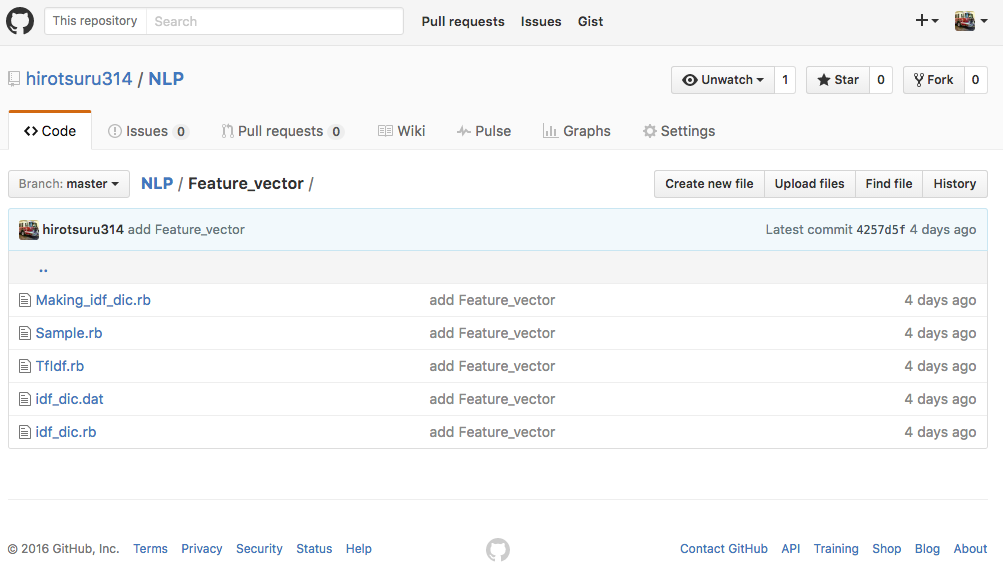 This repository Search Pull requests Issues Gist
hirotsuru314 / NLP Unwatch 1 Star 0 Fork 0
Code Issues 0 Pull requests 0 Wiki Pulse Graphs Settings
Branch: master NLP / Feature_vector / Create new file Upload files Find file History
hirotsuru314 add Feature_vector Latest commit 4257d5f 4 days ago
..
Making_idf_dic.rb add Feature_vector 4 days ago
Sample.rb add Feature_vector 4 days ago
TfIdf.rb add Feature_vector 4 days ago
idf_dic.dat add Feature_vector 4 days ago
idf_dic.rb add Feature_vector 4 days ago
© 2016 GitHub, Inc. Terms Privacy Security Status Help Contact GitHub API Training Shop Blog About